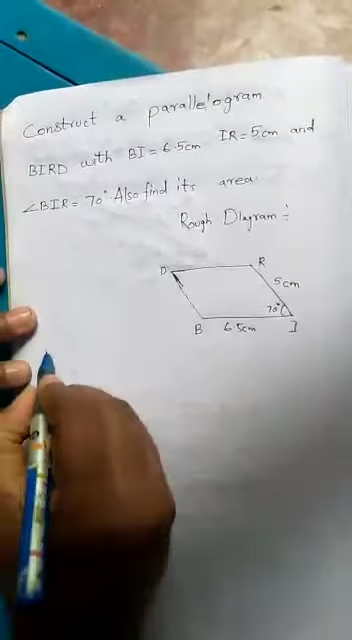 Construct a parallelogram
BIRD with BI = 6.5cm IR = 5cm and
∠BIR = 70°. Also find its area.
Rough Diagram :-
D R
5cm
70°
B 6.5cm I